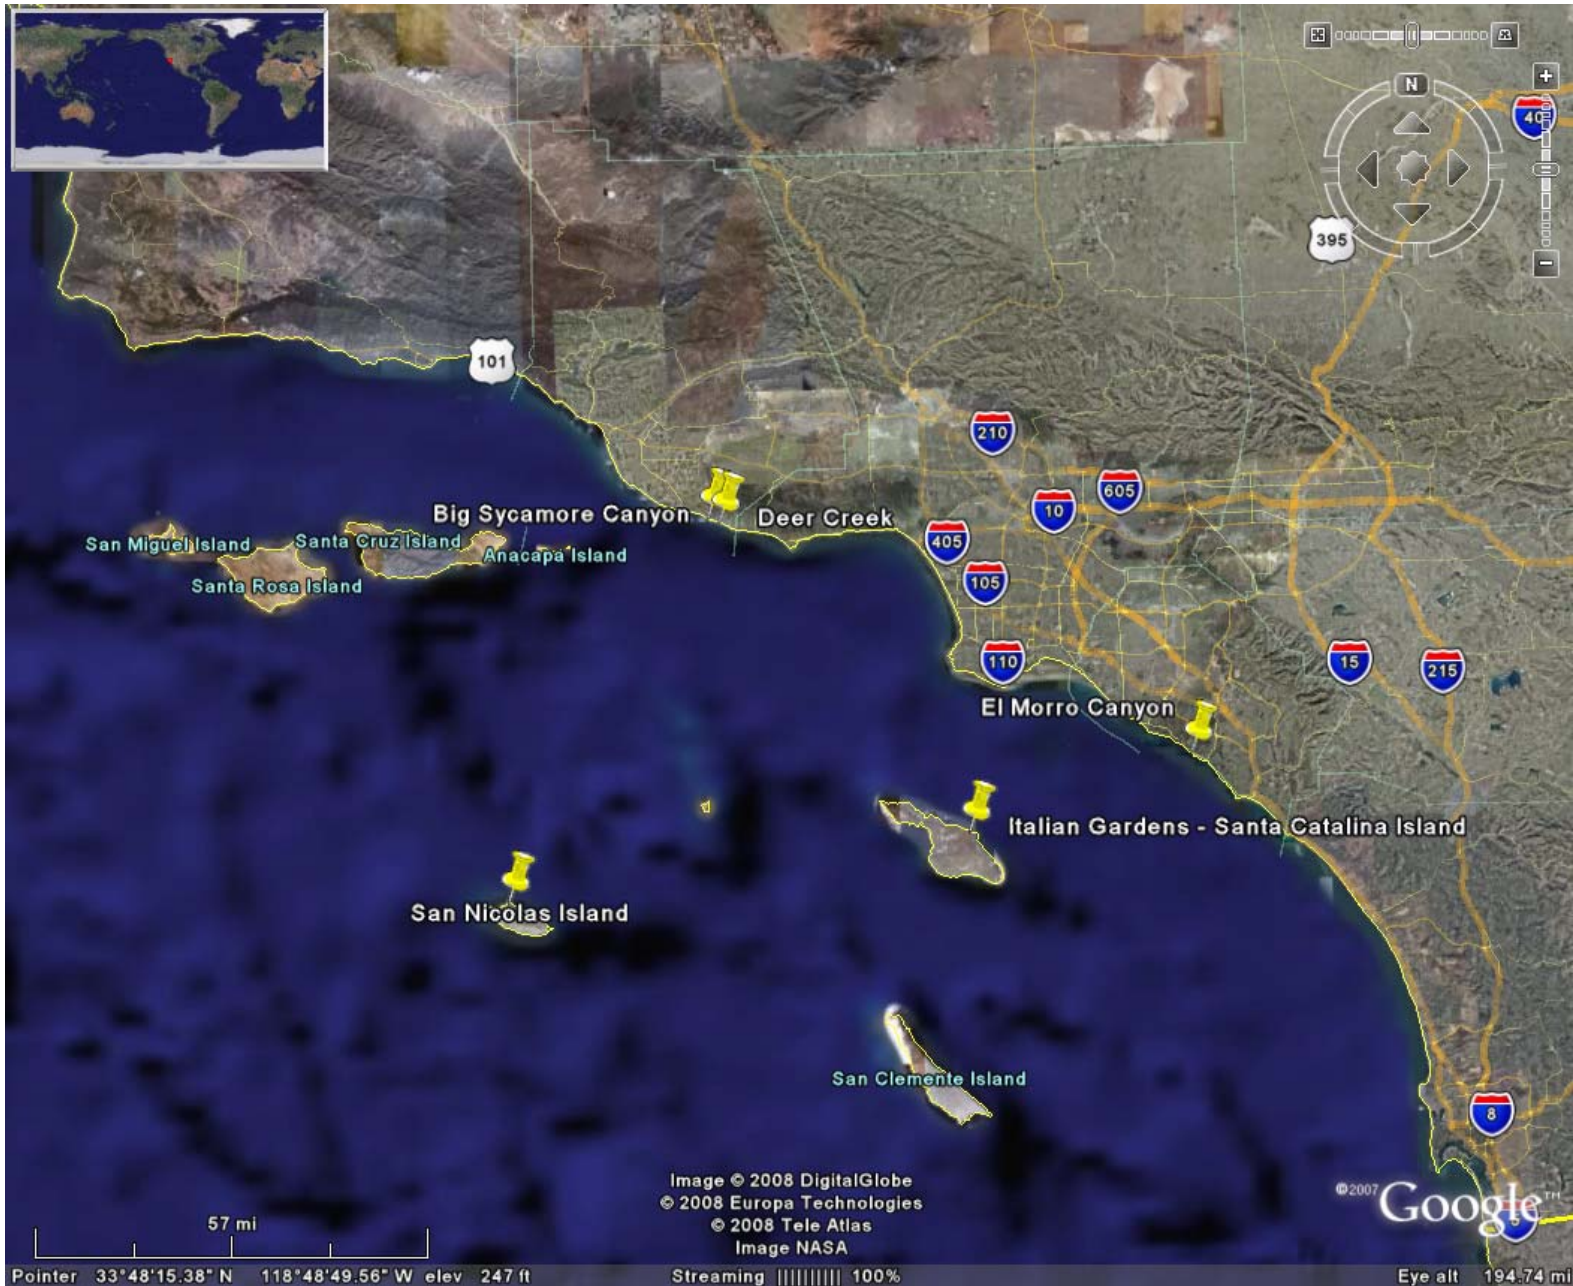 N
40
395
101
210
605
10
Big Sycamore Canyon
Deer Creek
405
San Miguel Island
Santa Cruz Island
Anacapa Island
Santa Rosa Island
105
110
15
215
El Morro Canyon
Italian Gardens - Santa Catalina Island
San Nicolas Island
San Clemente Island
8
Image © 2008 DigitalGlobe
© 2008 Europa Technologies
© 2008 Tele Atlas
Image NASA
©2007 Google™
5
57 mi
Pointer 33°48'15.38" N 118°48'49.56" W elev 247 ft Streaming |||||||||| 100% Eye alt 194.74 mi